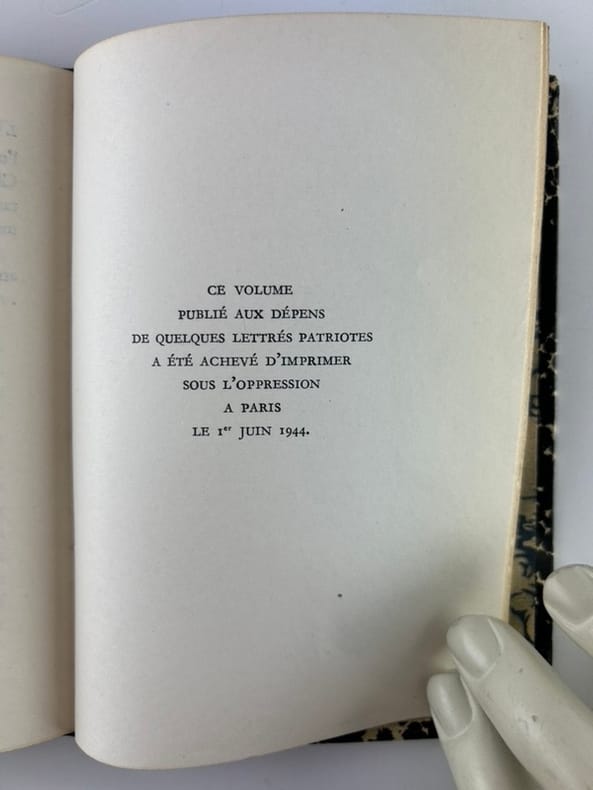 CE VOLUME
PUBLIÉ AUX DÉPENS
DE QUELQUES LETTRÉS PATRIOTES
A ÉTÉ ACHEVÉ D'IMPRIMER
SOUS L'OPPRESSION
A PARIS
LE 1er JUIN 1944.